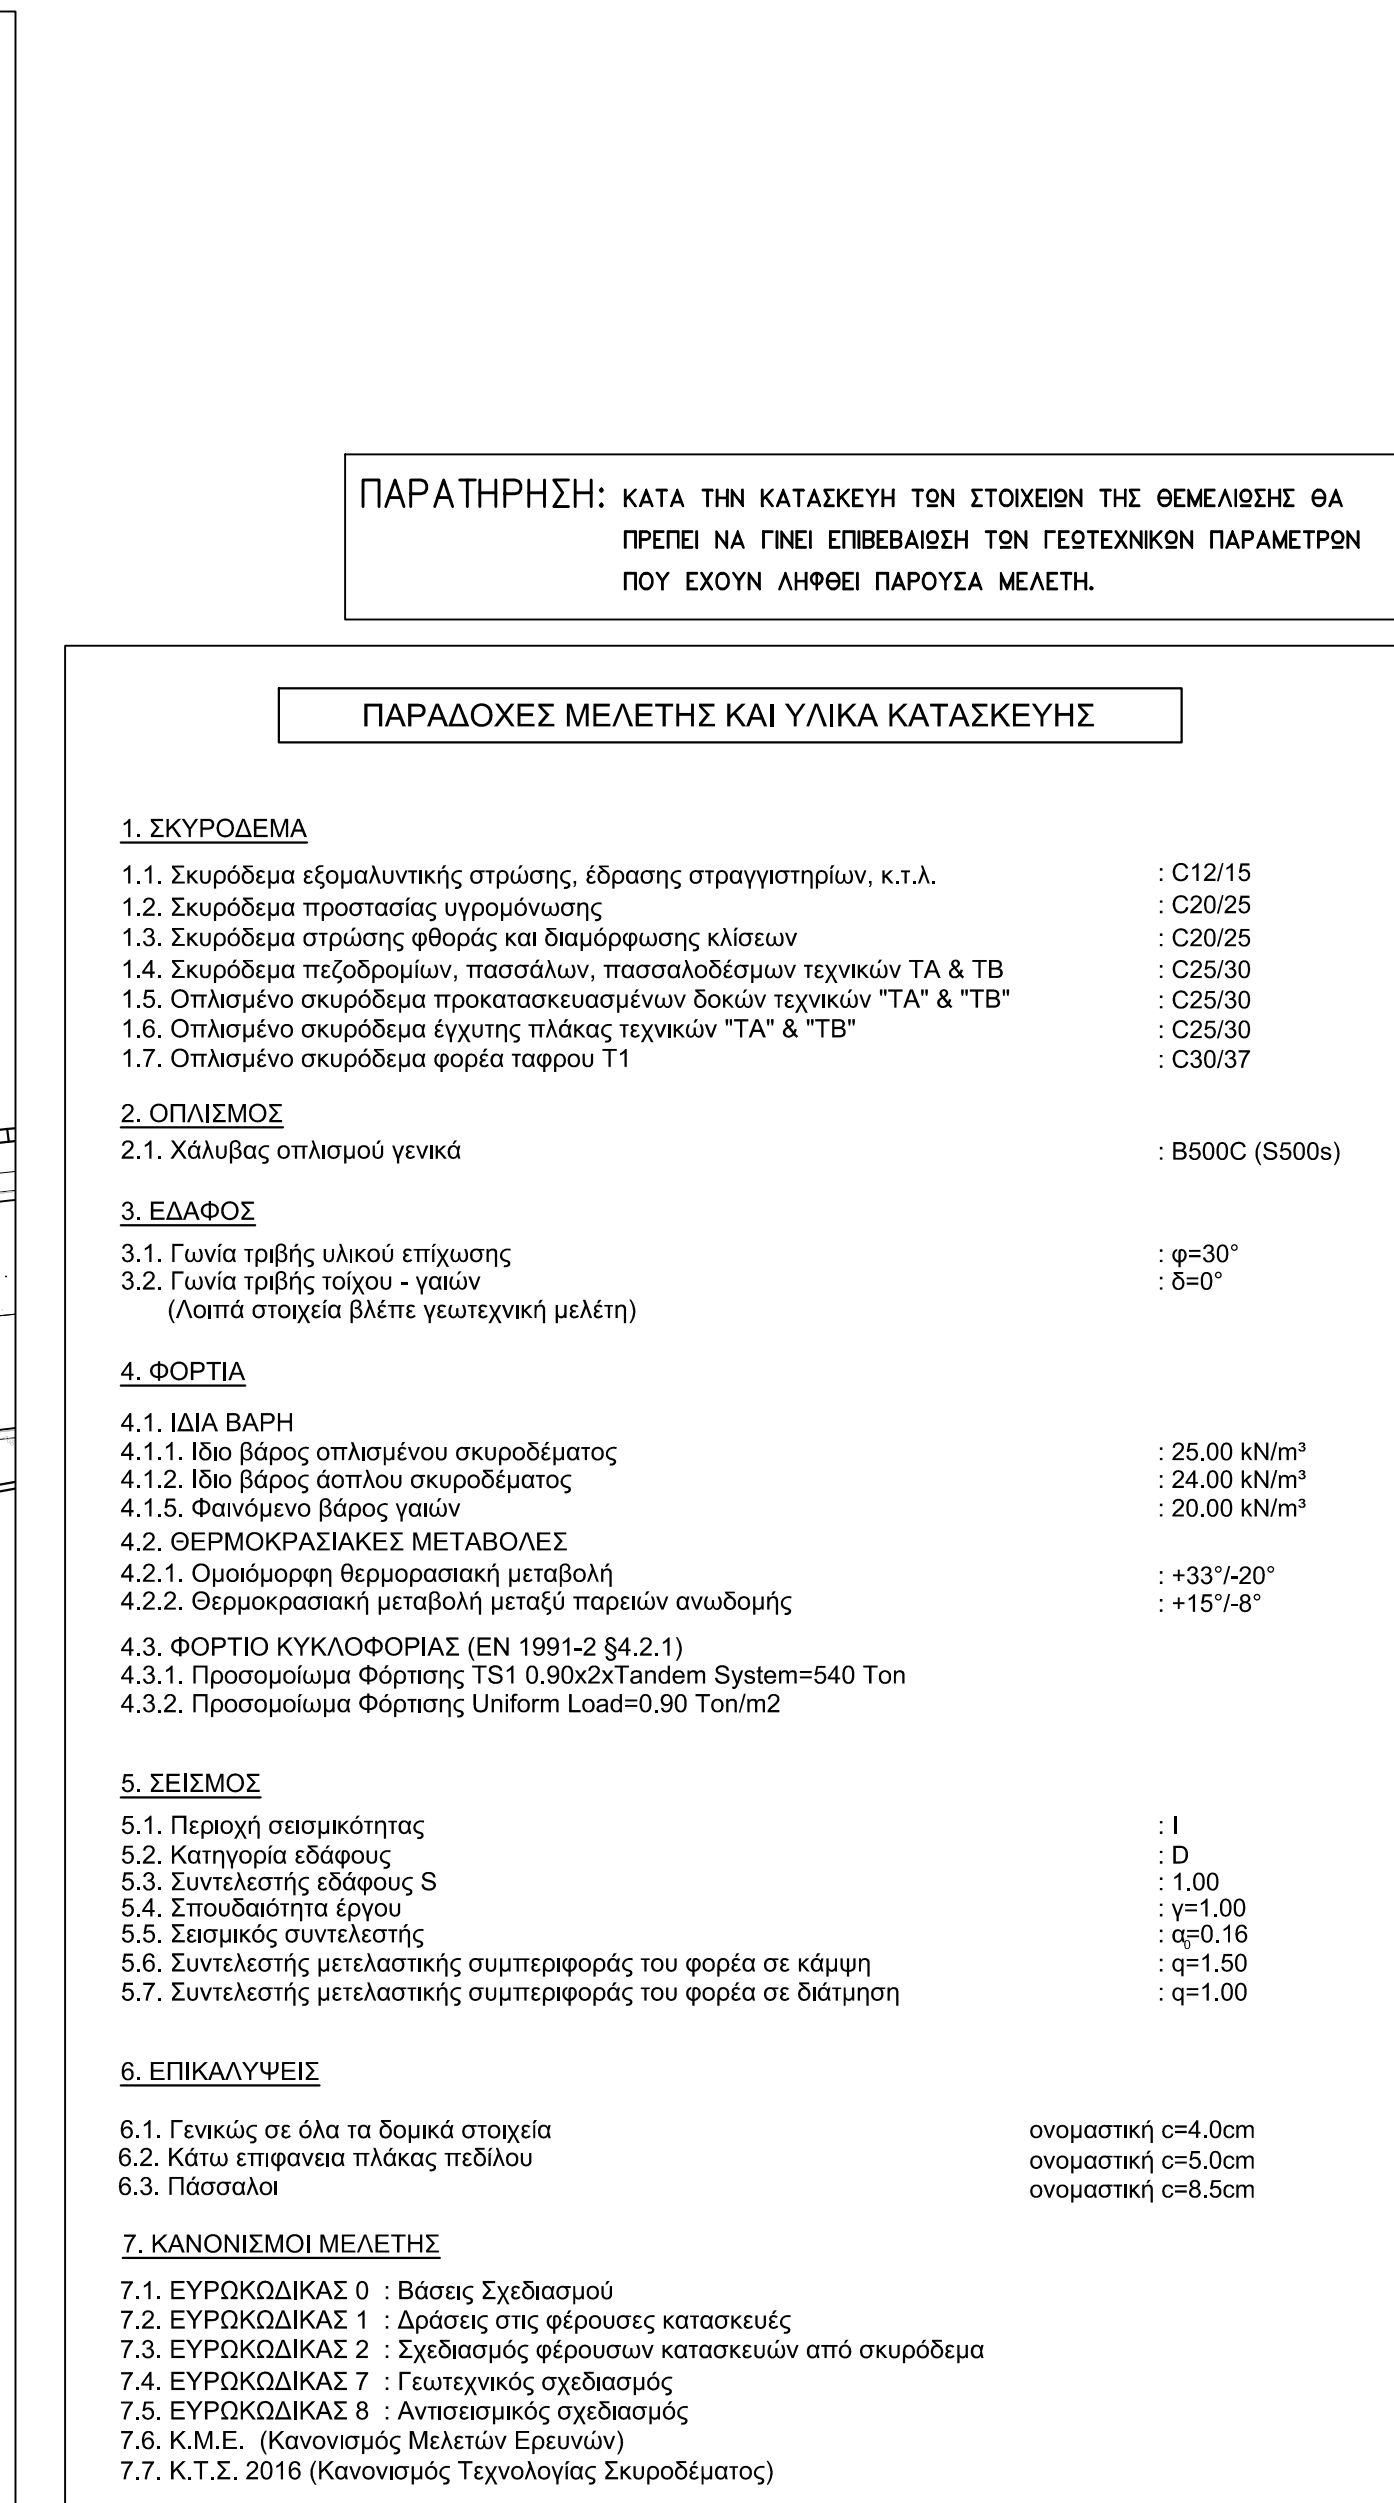 ΠΑΡΑΤΗΡΗΣΗ: ΚΑΤΑ ΤΗΝ ΚΑΤΑΣΚΕΥΗ ΤΩΝ ΣΤΟΙΧΕΙΩΝ ΤΗΣ ΘΕΜΕΛΙΩΣΗΣ ΘΑ
ΠΡΕΠΕΙ ΝΑ ΓΙΝΕΙ ΕΠΙΒΕΒΑΙΩΣΗ ΤΩΝ ΓΕΩΤΕΧΝΙΚΩΝ ΠΑΡΑΜΕΤΡΩΝ
ΠΟΥ ΕΧΟΥΝ ΛΗΦΘΕΙ ΠΑΡΟΥΣΑ ΜΕΛΕΤΗ.
ΠΑΡΑΔΟΧΕΣ ΜΕΛΕΤΗΣ ΚΑΙ ΥΛΙΚΑ ΚΑΤΑΣΚΕΥΗΣ
1. ΣΚΥΡΟΔΕΜΑ
1.1. Σκυρόδεμα εξομαλυντικής στρώσης, έδρασης στραγγιστηρίων, κ.τ.λ. : C12/15
1.2. Σκυρόδεμα προστασίας υγρομόνωσης : C20/25
1.3. Σκυρόδεμα στρώσης φθοράς και διαμόρφωσης κλίσεων : C20/25
1.4. Σκυρόδεμα πεζοδρομίων, πασσάλων, πασσαλοδέσμων τεχνικών ΤΑ & ΤΒ : C25/30
1.5. Οπλισμένο σκυρόδεμα προκατασκευασμένων δοκών τεχνικών "ΤΑ" & "ΤΒ" : C25/30
1.6. Οπλισμένο σκυρόδεμα έγχυτης πλάκας τεχνικών "ΤΑ" & "ΤΒ" : C25/30
1.7. Οπλισμένο σκυρόδεμα φορέα ταφρου Τ1 : C30/37
2. ΟΠΛΙΣΜΟΣ
2.1. Χάλυβας οπλισμού γενικά : B500C (S500s)
3. ΕΔΑΦΟΣ
3.1. Γωνία τριβής υλικού επίχωσης : φ=30°
3.2. Γωνία τριβής τοίχου - γαιών : δ=0°
(Λοιπά στοιχεία βλέπε γεωτεχνική μελέτη)
4. ΦΟΡΤΙΑ
4.1. ΙΔΙΑ ΒΑΡΗ
4.1.1. Ιδιο βάρος οπλισμένου σκυροδέματος : 25.00 kN/m³
4.1.2. Ιδιο βάρος άοπλου σκυροδέματος : 24.00 kN/m³
4.1.5. Φαινόμενο βάρος γαιών : 20.00 kN/m³
4.2. ΘΕΡΜΟΚΡΑΣΙΑΚΕΣ ΜΕΤΑΒΟΛΕΣ
4.2.1. Ομοιόμορφη θερμορασιακή μεταβολή : +33°/-20°
4.2.2. Θερμοκρασιακή μεταβολή μεταξύ παρειών ανωδομής : +15°/-8°
4.3. ΦΟΡΤΙΟ ΚΥΚΛΟΦΟΡΙΑΣ (EN 1991-2 §4.2.1)
4.3.1. Προσομοίωμα Φόρτισης TS1 0.90x2xTandem System=540 Ton
4.3.2. Προσομοίωμα Φόρτισης Uniform Load=0.90 Ton/m2
5. ΣΕΙΣΜΟΣ
5.1. Περιοχή σεισμικότητας : I
5.2. Κατηγορία εδάφους : D
5.3. Συντελεστής εδάφους S : 1.00
5.4. Σπουδαιότητα έργου : γ=1.00
5.5. Σεισμικός συντελεστής : α₀=0.16
5.6. Συντελεστής μετελαστικής συμπεριφοράς του φορέα σε κάμψη : q=1.50
5.7. Συντελεστής μετελαστικής συμπεριφοράς του φορέα σε διάτμηση : q=1.00
6. ΕΠΙΚΑΛΥΨΕΙΣ
6.1. Γενικώς σε όλα τα δομικά στοιχεία ονομαστική c=4.0cm
6.2. Κάτω επιφανεια πλάκας πεδίλου ονομαστική c=5.0cm
6.3. Πάσσαλοι ονομαστική c=8.5cm
7. ΚΑΝΟΝΙΣΜΟΙ ΜΕΛΕΤΗΣ
7.1. ΕΥΡΩΚΩΔΙΚΑΣ 0 : Βάσεις Σχεδιασμού
7.2. ΕΥΡΩΚΩΔΙΚΑΣ 1 : Δράσεις στις φέρουσες κατασκευές
7.3. ΕΥΡΩΚΩΔΙΚΑΣ 2 : Σχεδιασμός φέρουσων κατασκευών από σκυρόδεμα
7.4. ΕΥΡΩΚΩΔΙΚΑΣ 7 : Γεωτεχνικός σχεδιασμός
7.5. ΕΥΡΩΚΩΔΙΚΑΣ 8 : Αντισεισμικός σχεδιασμός
7.6. Κ.Μ.Ε. (Κανονισμός Μελετών Ερευνών)
7.7. Κ.Τ.Σ. 2016 (Κανονισμός Τεχνολογίας Σκυροδέματος)